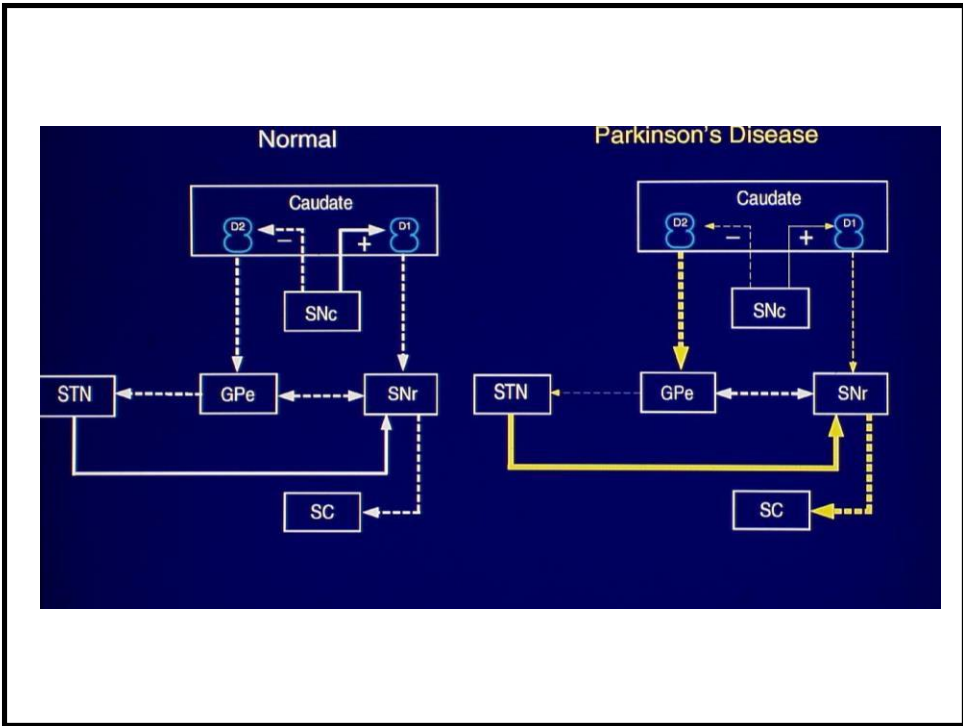 Normal
Caudate
D2
D1
−
+
SNc
STN
GPe
SNr
SC
Parkinson's Disease
Caudate
D2
D1
−
+
SNc
STN
GPe
SNr
SC